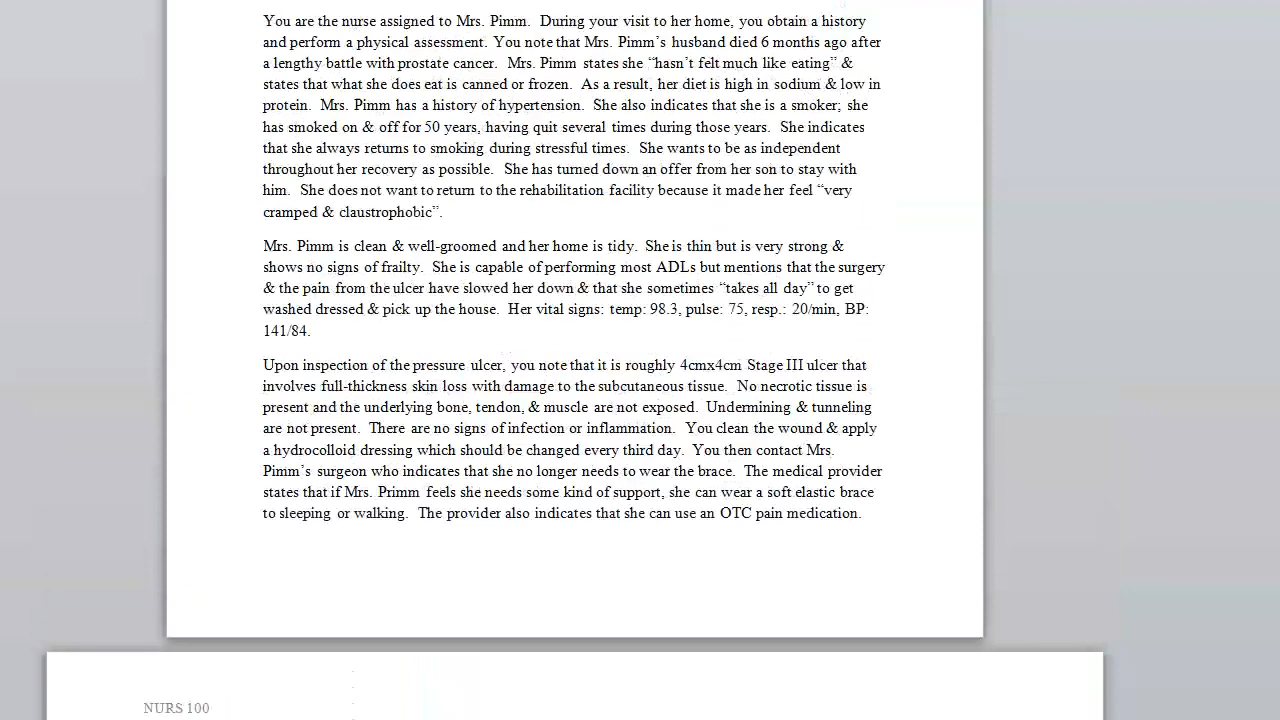 You are the nurse assigned to Mrs. Pimm.  During your visit to her home, you obtain a history
and perform a physical assessment. You note that Mrs. Pimm’s husband died 6 months ago after
a lengthy battle with prostate cancer.  Mrs. Pimm states she “hasn’t felt much like eating” &
states that what she does eat is canned or frozen.  As a result, her diet is high in sodium & low in
protein.  Mrs. Pimm has a history of hypertension.  She also indicates that she is a smoker; she
has smoked on & off for 50 years, having quit several times during those years.  She indicates
that she always returns to smoking during stressful times.  She wants to be as independent
throughout her recovery as possible.  She has turned down an offer from her son to stay with
him.  She does not want to return to the rehabilitation facility because it made her feel “very
cramped & claustrophobic”.
Mrs. Pimm is clean & well-groomed and her home is tidy.  She is thin but is very strong &
shows no signs of frailty.  She is capable of performing most ADLs but mentions that the surgery
& the pain from the ulcer have slowed her down & that she sometimes “takes all day” to get
washed dressed & pick up the house.  Her vital signs: temp: 98.3, pulse: 75, resp.: 20/min, BP:
141/84.
Upon inspection of the pressure ulcer, you note that it is roughly 4cmx4cm Stage III ulcer that
involves full-thickness skin loss with damage to the subcutaneous tissue.  No necrotic tissue is
present and the underlying bone, tendon, & muscle are not exposed.  Undermining & tunneling
are not present.  There are no signs of infection or inflammation.  You clean the wound & apply
a hydrocolloid dressing which should be changed every third day.  You then contact Mrs.
Pimm’s surgeon who indicates that she no longer needs to wear the brace.  The medical provider
states that if Mrs. Primm feels she needs some kind of support, she can wear a soft elastic brace
to sleeping or walking.  The provider also indicates that she can use an OTC pain medication.
NURS 100